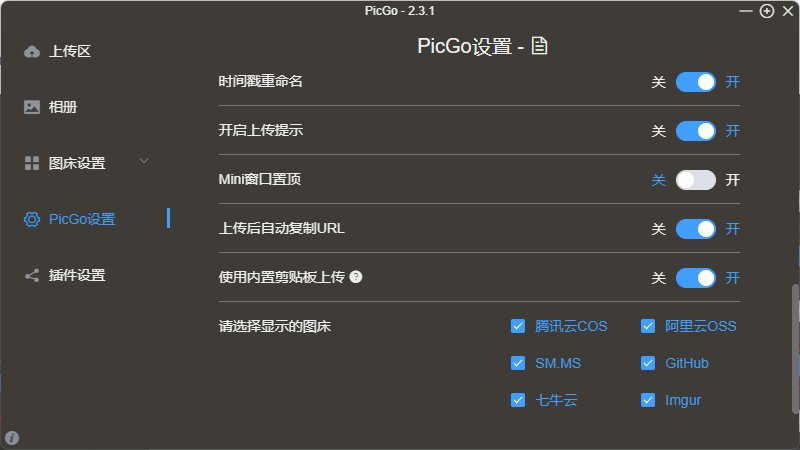 PicGo - 2.3.1
上传区
相册
图床设置
PicGo设置
插件设置
PicGo设置 -
时间戳重命名 关 开
开启上传提示 关 开
Mini窗口置顶 关 开
上传后自动复制URL 关 开
使用内置剪贴板上传 ? 关 开
请选择显示的图床 腾讯云COS 阿里云OSS
SM.MS GitHub
七牛云 Imgur